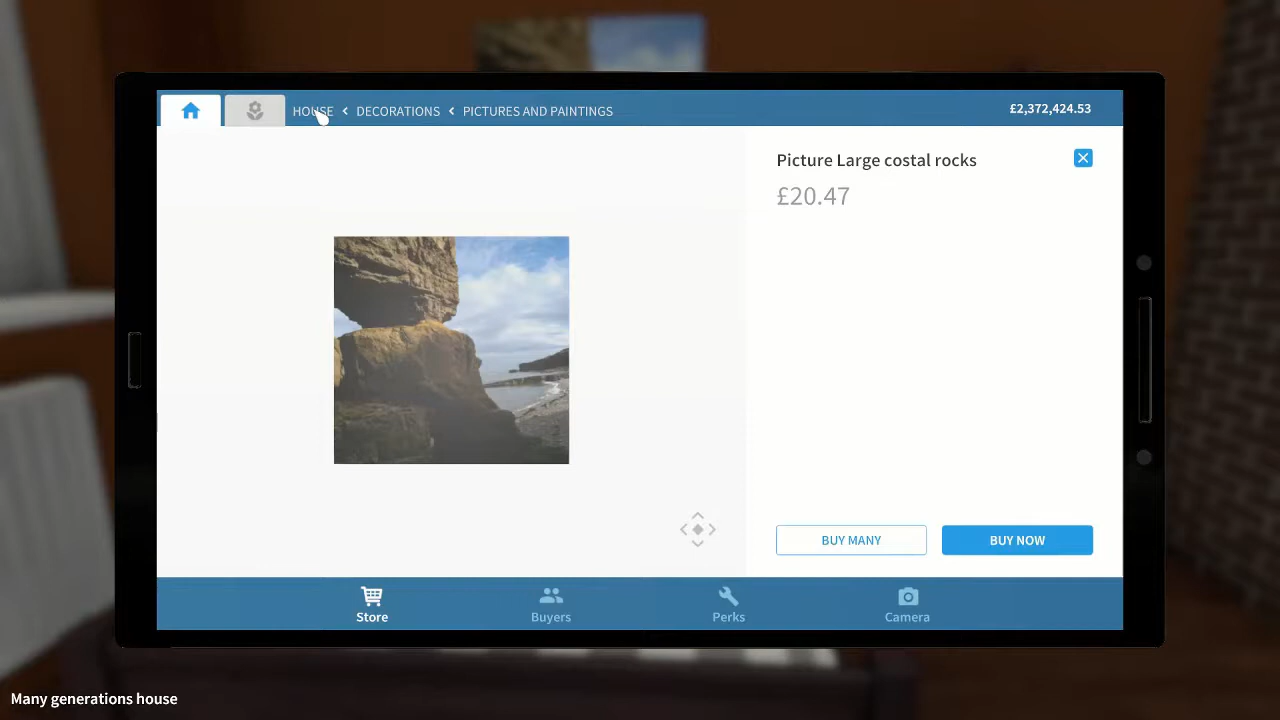 HOUSE < DECORATIONS < PICTURES AND PAINTINGS
£2,372,424.53
Picture Large costal rocks
£20.47
BUY MANY
BUY NOW
Store
Buyers
Perks
Camera
Many generations house